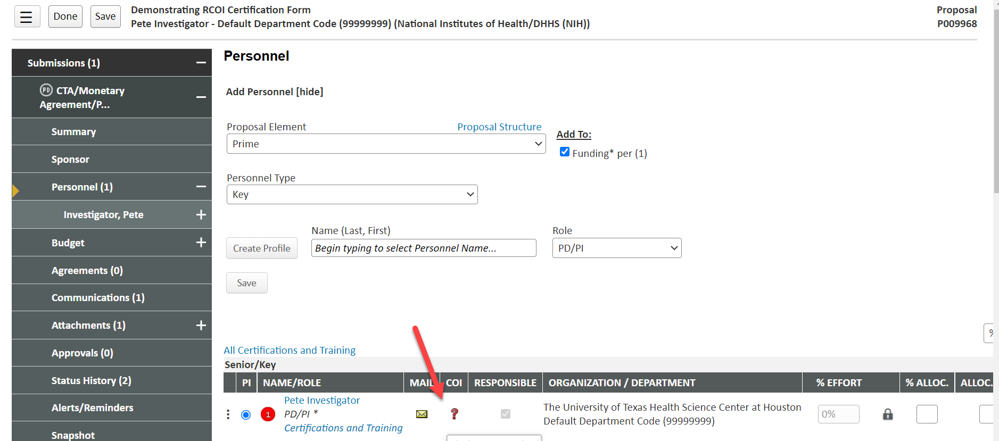 Done
Save
Demonstrating RCOI Certification Form
Pete Investigator - Default Department Code (99999999) (National Institutes of Health/DHHS (NIH))
Proposal
P009968
Submissions (1)
PD CTA/Monetary
Agreement/P...
Summary
Sponsor
Personnel (1)
Investigator, Pete
Budget
Agreements (0)
Communications (1)
Attachments (1)
Approvals (0)
Status History (2)
Alerts/Reminders
Snapshot
Personnel
Add Personnel [hide]
Proposal Element
Proposal Structure
Prime
Add To:
Funding* per (1)
Personnel Type
Key
Create Profile
Name (Last, First)
Begin typing to select Personnel Name...
Role
PD/PI
Save
%
All Certifications and Training
Senior/Key
PI NAME/ROLE MAIL COI RESPONSIBLE ORGANIZATION / DEPARTMENT % EFFORT % ALLOC. ALLOC.
1
Pete Investigator
PD/PI *
Certifications and Training
?
The University of Texas Health Science Center at Houston
Default Department Code (99999999)
0%